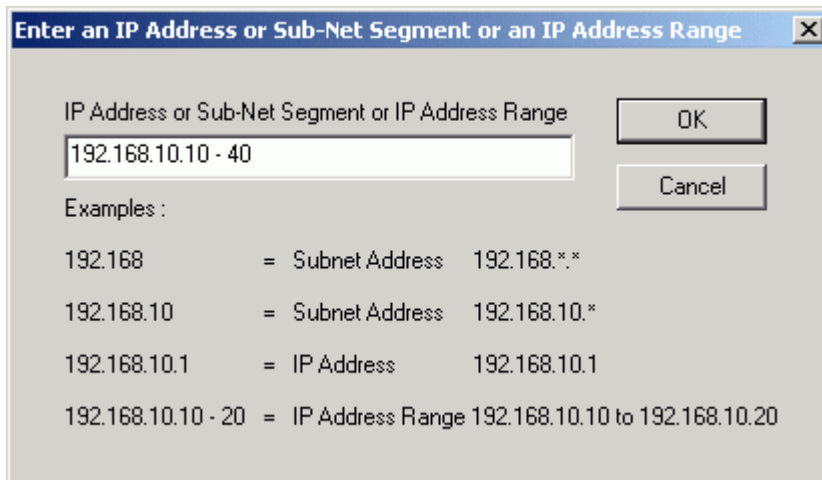 Enter an IP Address or Sub-Net Segment or an IP Address Range
IP Address or Sub-Net Segment or IP Address Range
OK
192.168.10.10 - 40
Cancel
Examples :
192.168 = Subnet Address 192.168.*.*
192.168.10 = Subnet Address 192.168.10.*
192.168.10.1 = IP Address 192.168.10.1
192.168.10.10 - 20 = IP Address Range 192.168.10.10 to 192.168.10.20